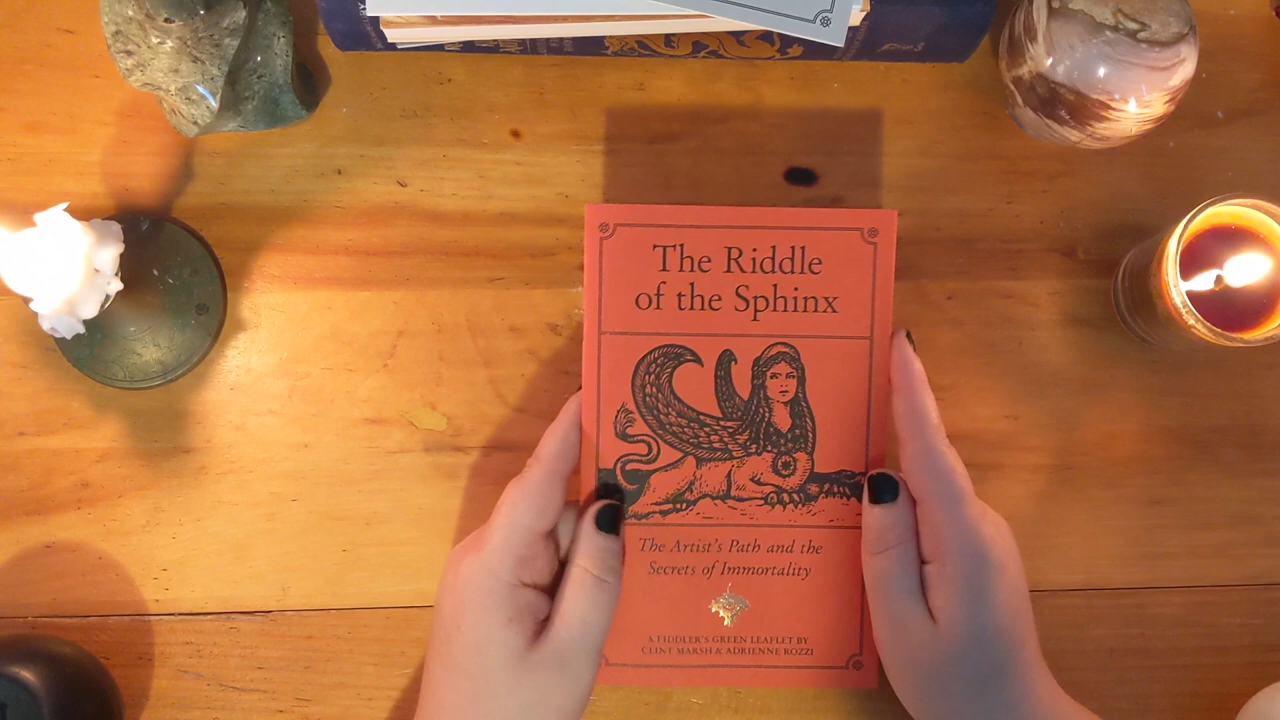 The Riddle
of the Sphinx
The Artist's Path and the
Secrets of Immortality
A FIDDLER'S GREEN LEAFLET BY
CLINT MARSH & ADRIENNE ROZZI